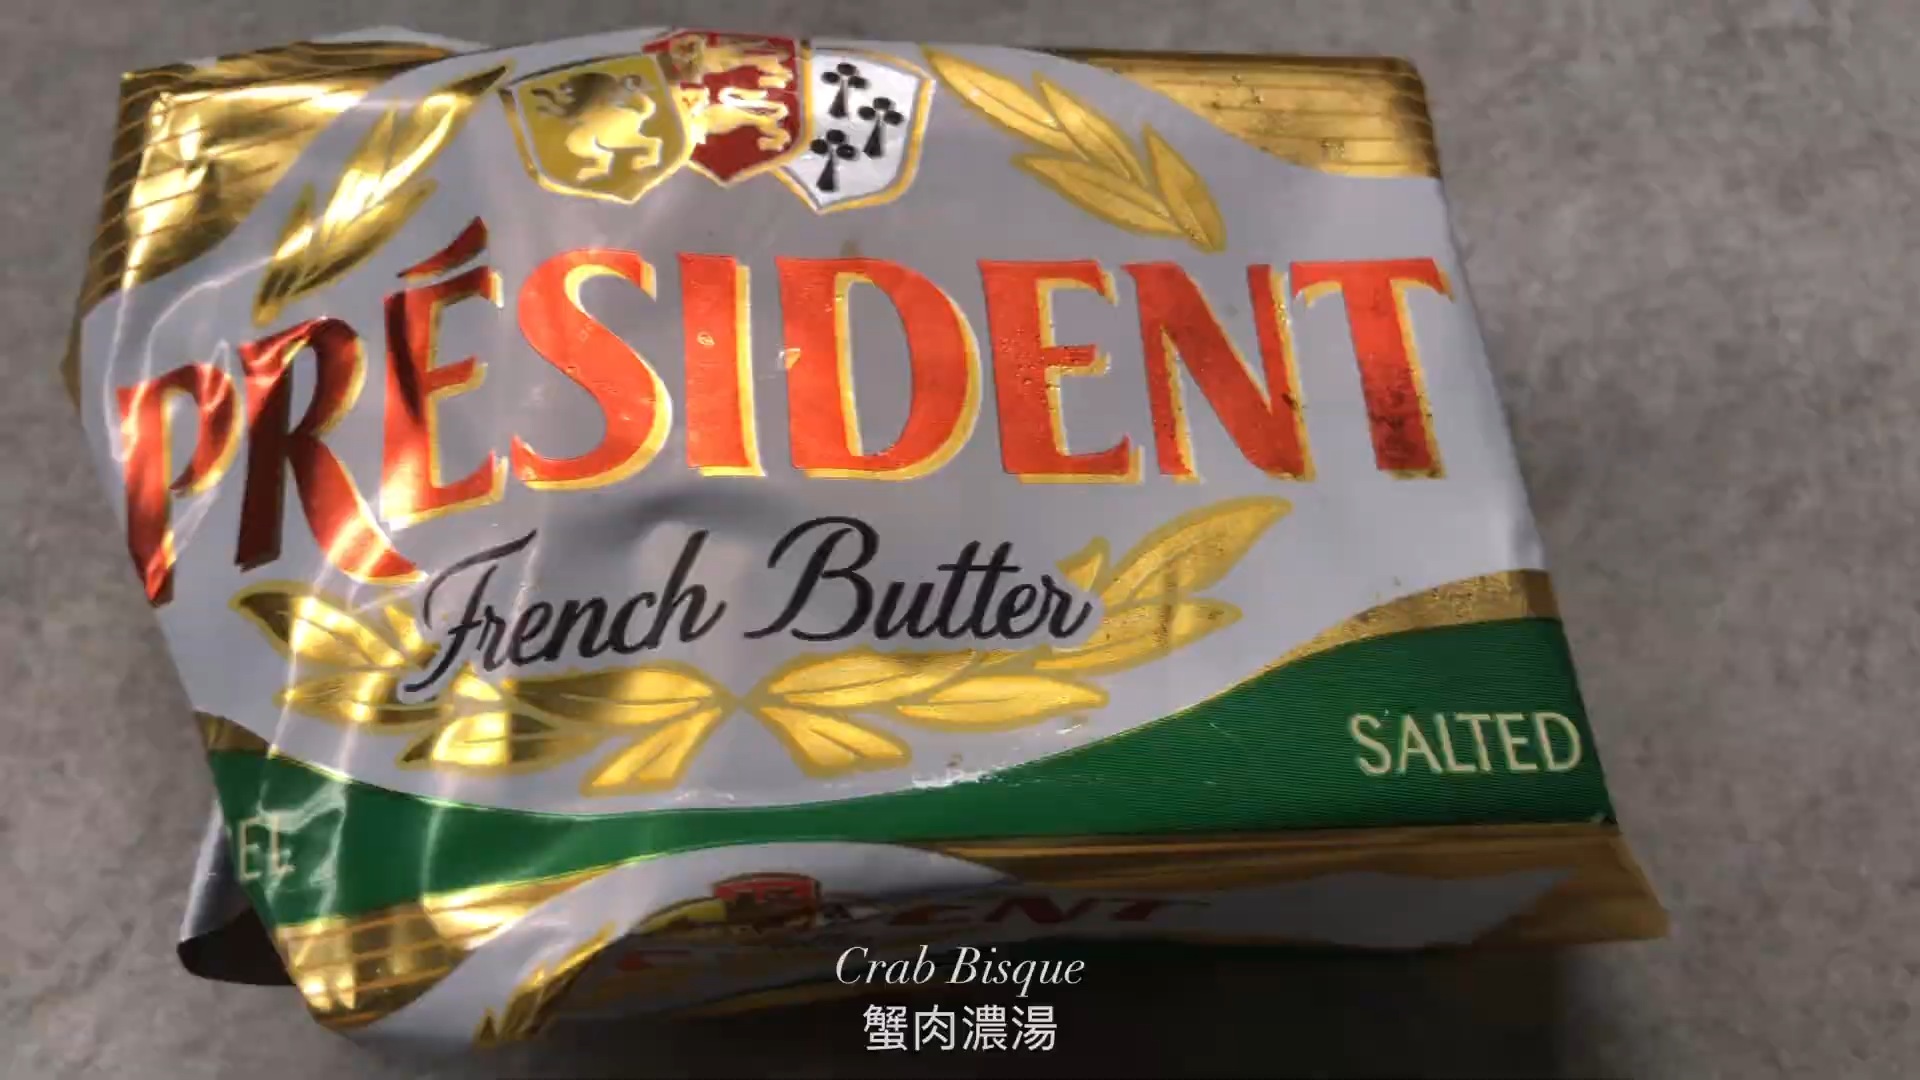 PRÉSIDENT
French Butter
SALTED
Crab Bisque
蟹肉濃湯